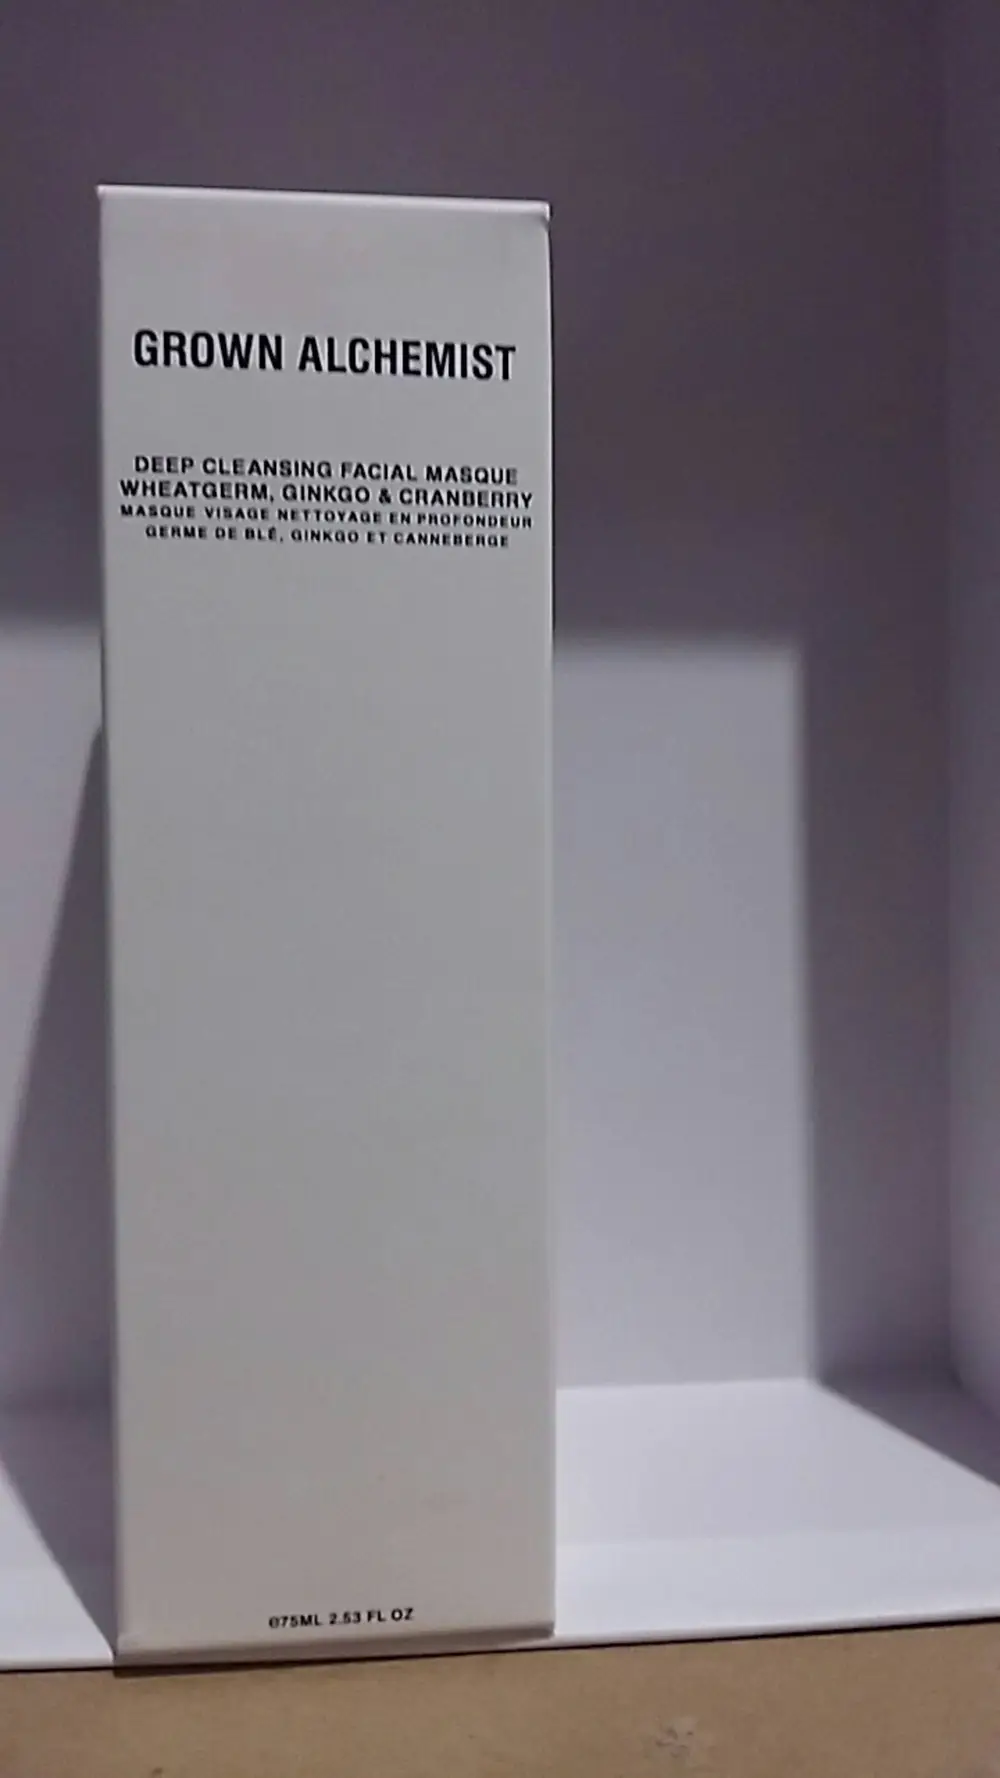 GROWN ALCHEMIST
DEEP CLEANSING FACIAL MASQUE
WHEATGERM, GINKGO & CRANBERRY
MASQUE VISAGE NETTOYAGE EN PROFONDEUR
GERME DE BLÉ, GINKGO ET CANNEBERGE
℮75ML 2.53 FL OZ